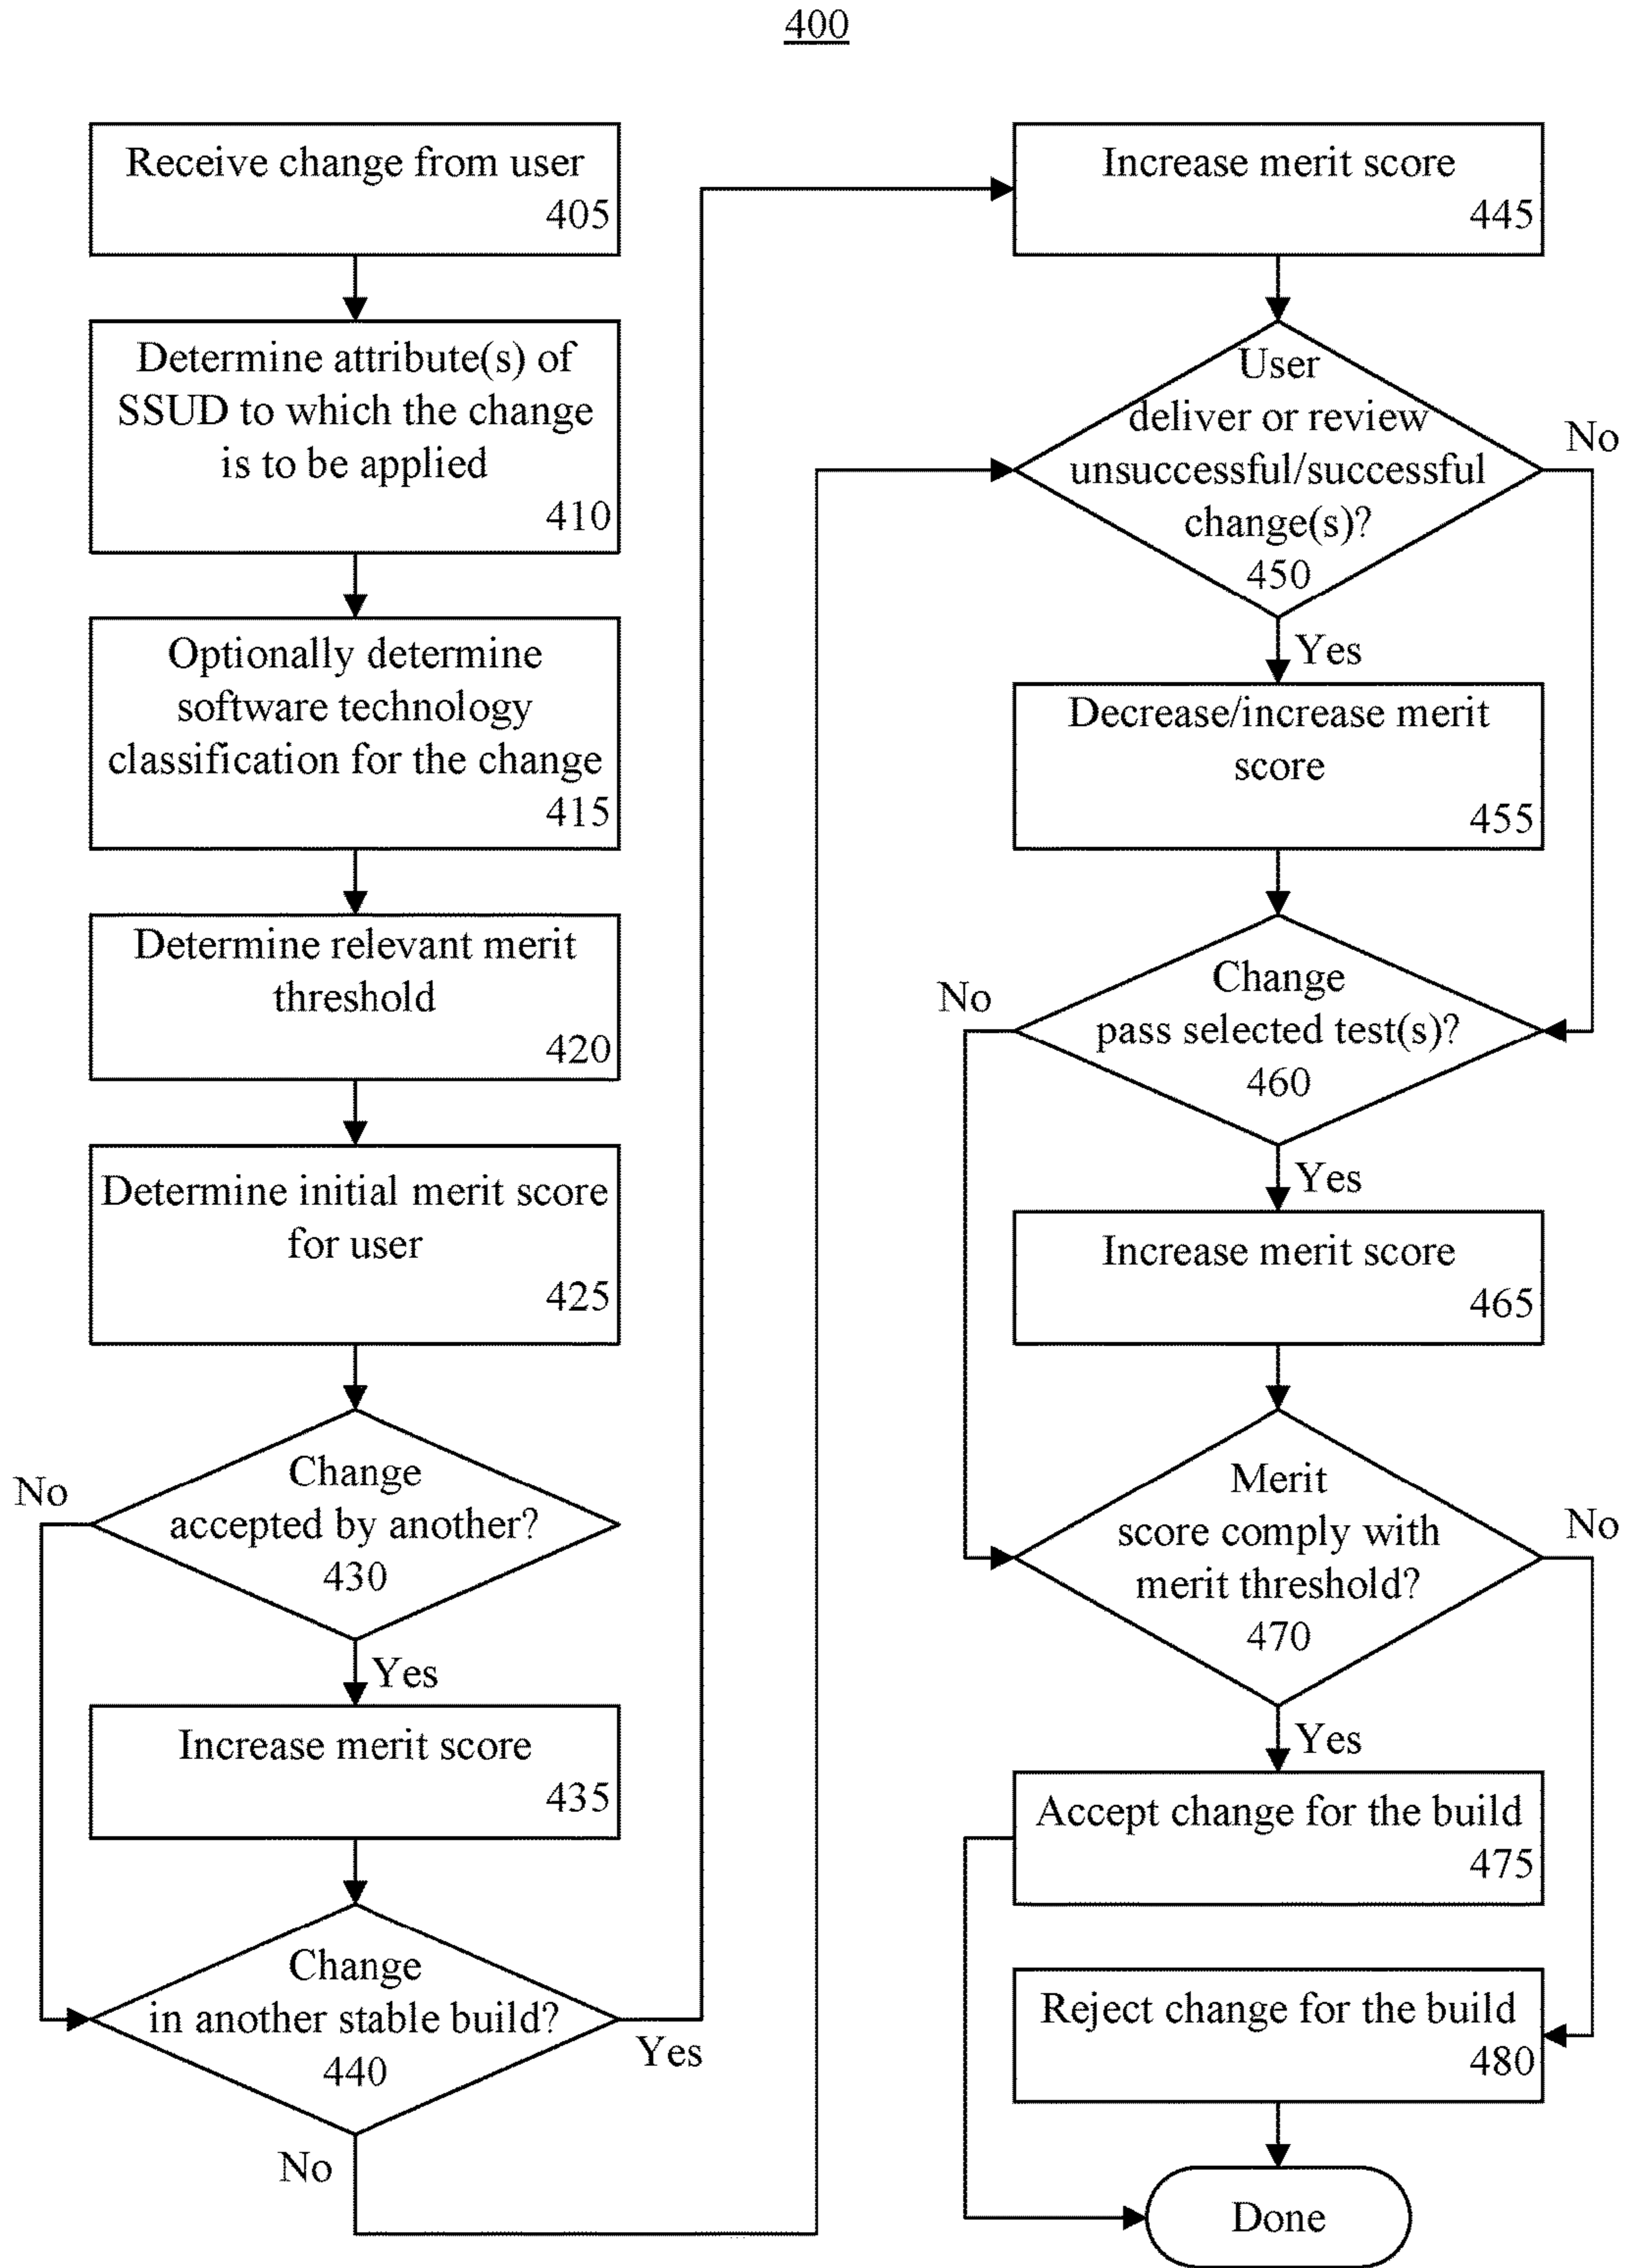 400
Receive change from user
405
Determine attribute(s) of
SSUD to which the change
is to be applied
410
Optionally determine
software technology
classification for the change
415
Determine relevant merit
threshold
420
Determine initial merit score
for user
425
Change
accepted by another?
430
No
Yes
Increase merit score
435
Change
in another stable build?
440
Yes
No
Increase merit score
445
User
deliver or review
unsuccessful/successful
change(s)?
450
No
Yes
Decrease/increase merit
score
455
Change
pass selected test(s)?
460
No
Yes
Increase merit score
465
Merit
score comply with
merit threshold?
470
No
Yes
Accept change for the build
475
Reject change for the build
480
Done